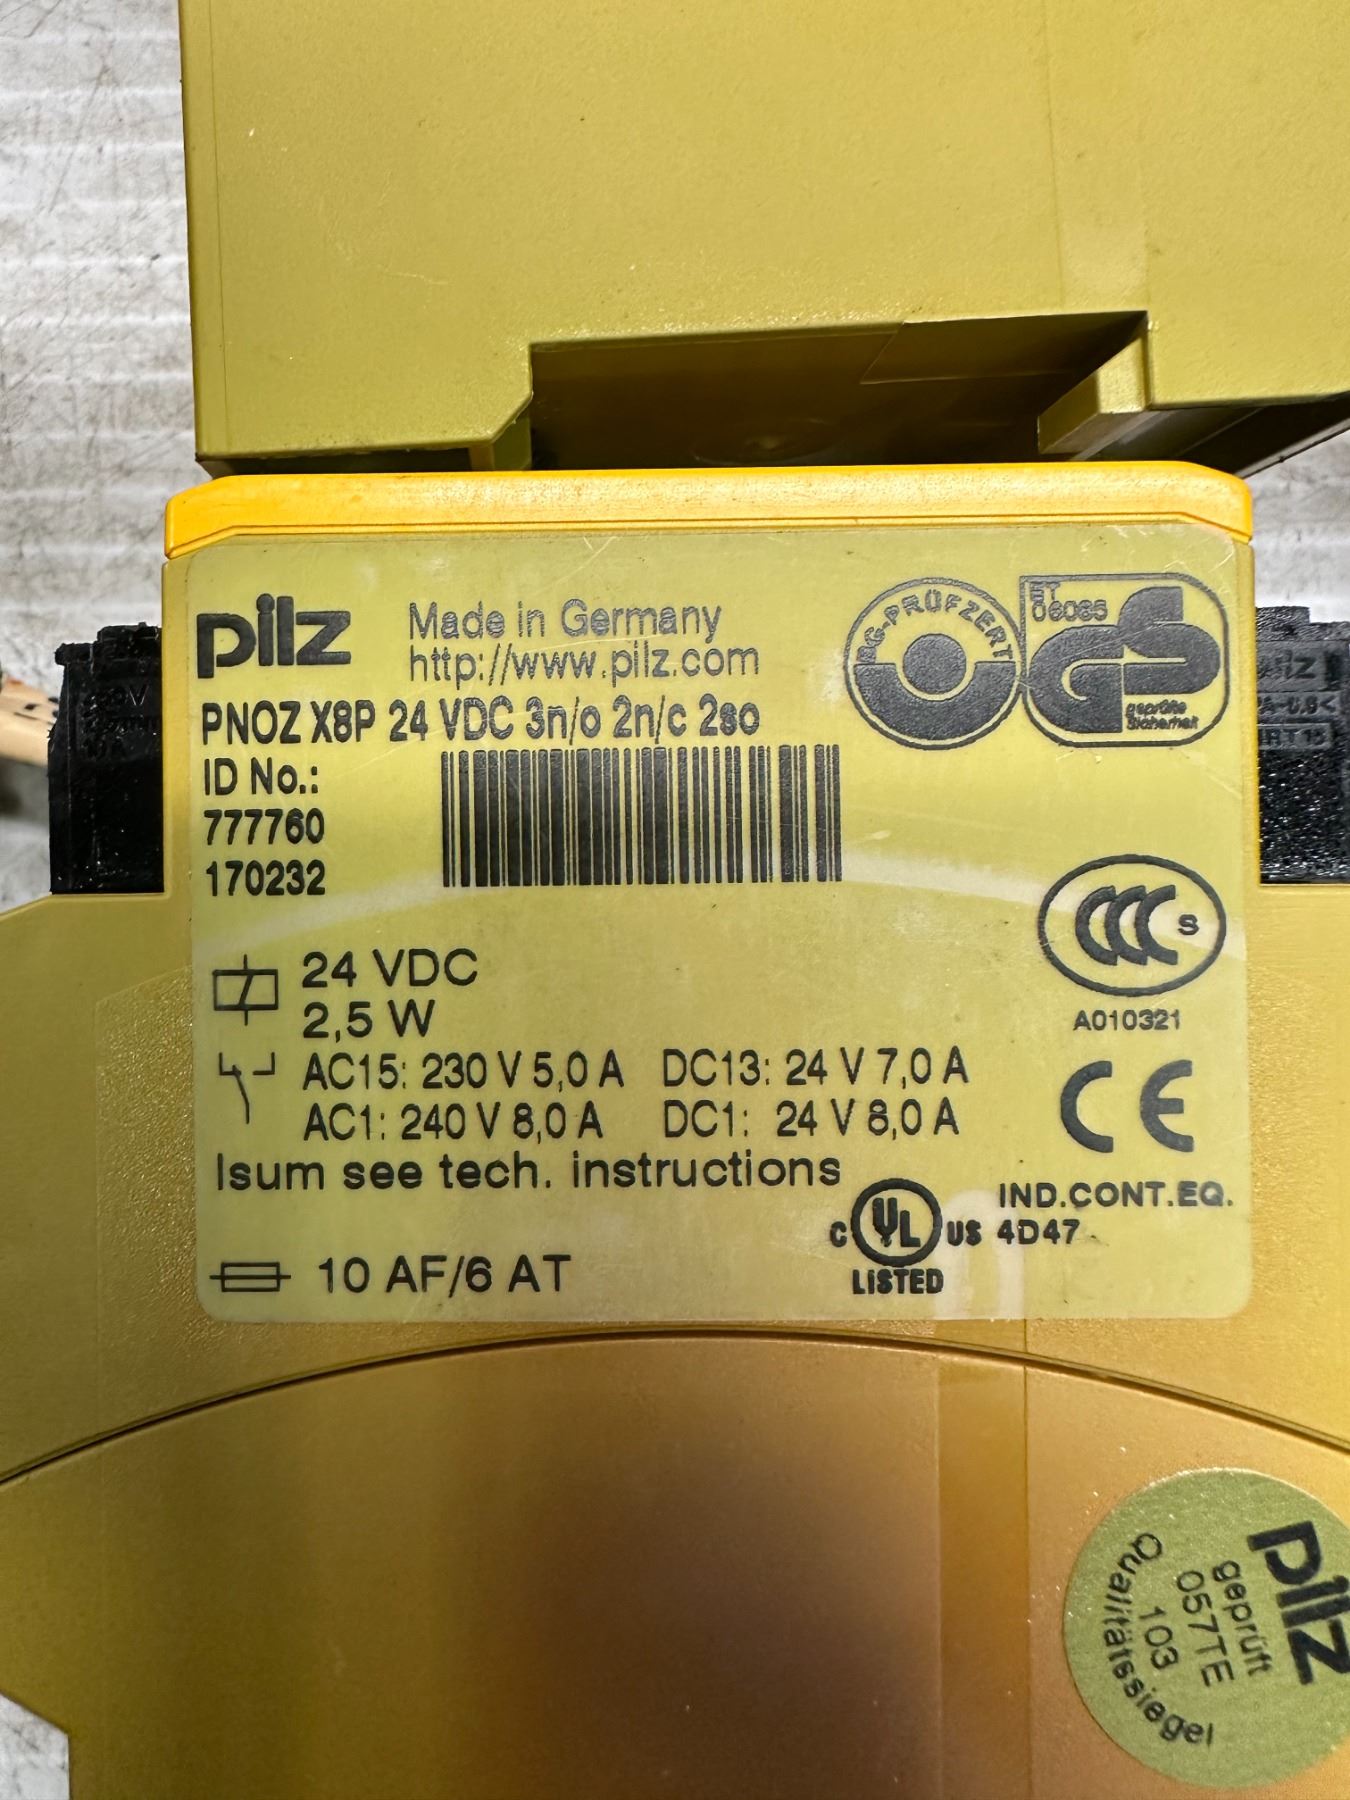 pilz
Made in Germany
http://www.pilz.com
PNOZ X8P 24 VDC 3n/o 2n/c 2so
ID No.:
777760
170232
BG-PRÜFZERT
ET
06085
GS
geprüfte
Sicherheit
24 VDC
2,5 W
AC15: 230 V 5,0 A DC13: 24 V 7,0 A
AC1: 240 V 8,0 A DC1: 24 V 8,0 A
Isum see tech. instructions
10 AF/6 AT
CCC S
A010321
CE
C UL US
LISTED
IND.CONT.EQ.
4D47
pilz
geprüft
057TE
103
Qualitätssiegel